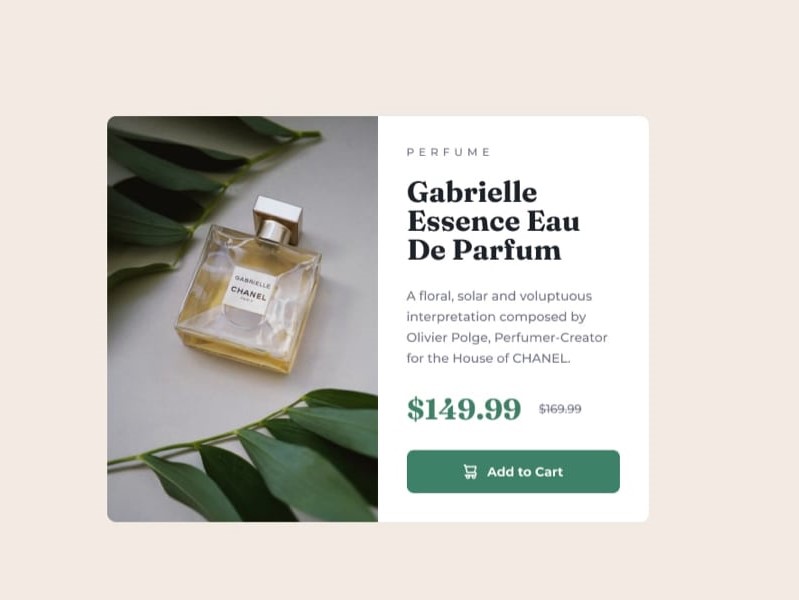 GABRIELLE
CHANEL
PARIS
PERFUME
Gabrielle
Essence Eau
De Parfum
A floral, solar and voluptuous
interpretation composed by
Olivier Polge, Perfumer-Creator
for the House of CHANEL.
$149.99 $169.99
Add to Cart